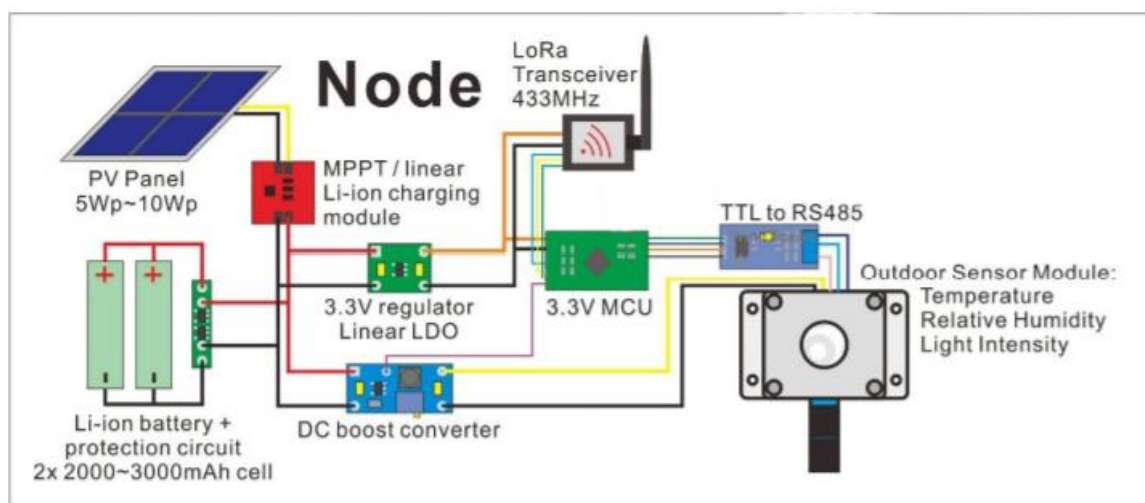 Node
LoRa
Transceiver
433MHz
PV Panel
5Wp~10Wp
MPPT / linear
Li-ion charging
module
TTL to RS485
3.3V regulator
Linear LDO
3.3V MCU
Outdoor Sensor Module:
Temperature
Relative Humidity
Light Intensity
DC boost converter
Li-ion battery +
protection circuit
2x 2000~3000mAh cell